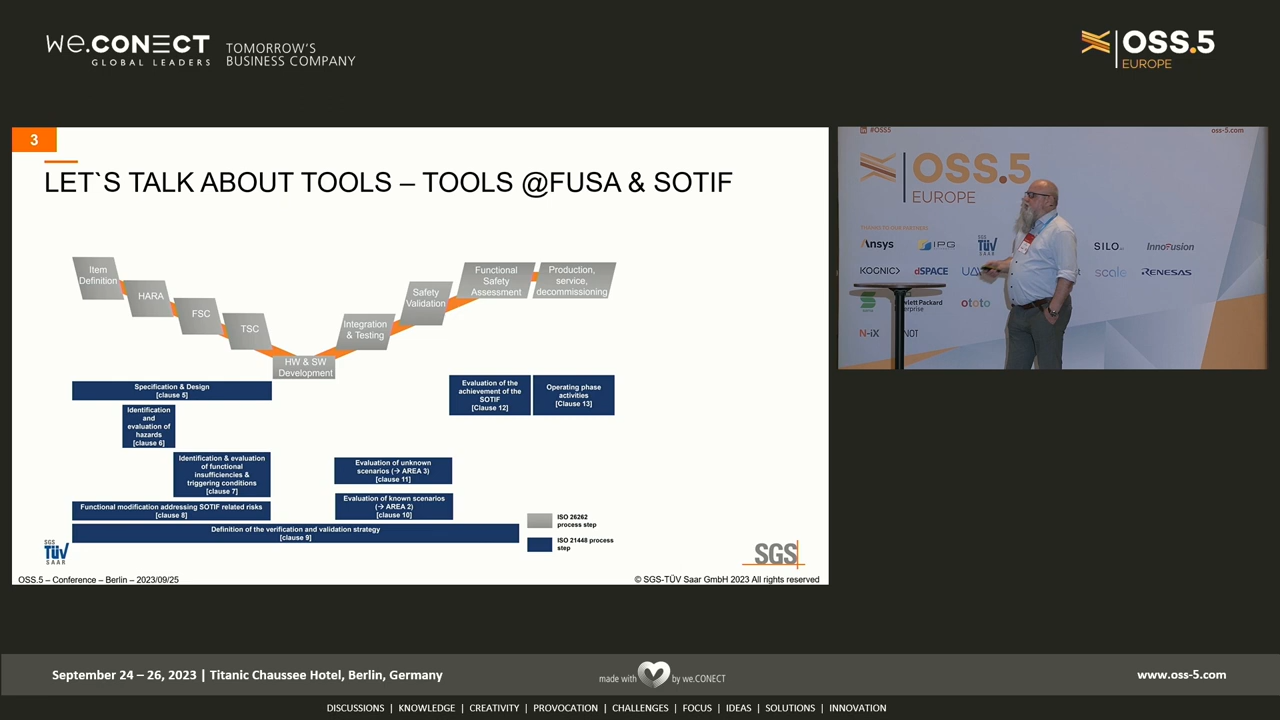 we.CONECT
GLOBAL LEADERS
TOMORROW'S
BUSINESS COMPANY
OSS.5
EUROPE
3
LET`S TALK ABOUT TOOLS – TOOLS @FUSA & SOTIF
Item
Definition
HARA
FSC
TSC
HW & SW
Development
Integration
& Testing
Safety
Validation
Functional
Safety
Assessment
Production,
service,
decommissioning
Specification & Design
[clause 5]
Identification
and
evaluation of
hazards
[clause 6]
Identification & evaluation
of functional
insufficiencies &
triggering conditions
[clause 7]
Functional modification addressing SOTIF related risks
[clause 8]
Definition of the verification and validation strategy
[clause 9]
Evaluation of the
achievement of the
SOTIF
[Clause 12]
Operating phase
activities
[Clause 13]
Evaluation of unknown
scenarios (→ AREA 3)
[clause 11]
Evaluation of known scenarios
(→ AREA 2)
[clause 10]
ISO 26262
process step
ISO 21448 process
step
SGS
TÜV
SAAR
SGS
OSS.5 – Conference – Berlin – 2023/09/25
© SGS-TÜV Saar GmbH 2023 All rights reserved
#OSS5
oss-5.com
OSS.5
EUROPE
THANKS TO OUR PARTNERS
Ansys
IPG
SGS
TÜV
SAAR
SILO
InnoFusion
KOGNIC
dSPACE
scale
RENESAS
Hewlett Packard
ototo
N-iX
September 24 – 26, 2023 | Titanic Chaussee Hotel, Berlin, Germany
made with by we.CONECT
www.oss-5.com
DISCUSSIONS | KNOWLEDGE | CREATIVITY | PROVOCATION | CHALLENGES | FOCUS | IDEAS | SOLUTIONS | INNOVATION